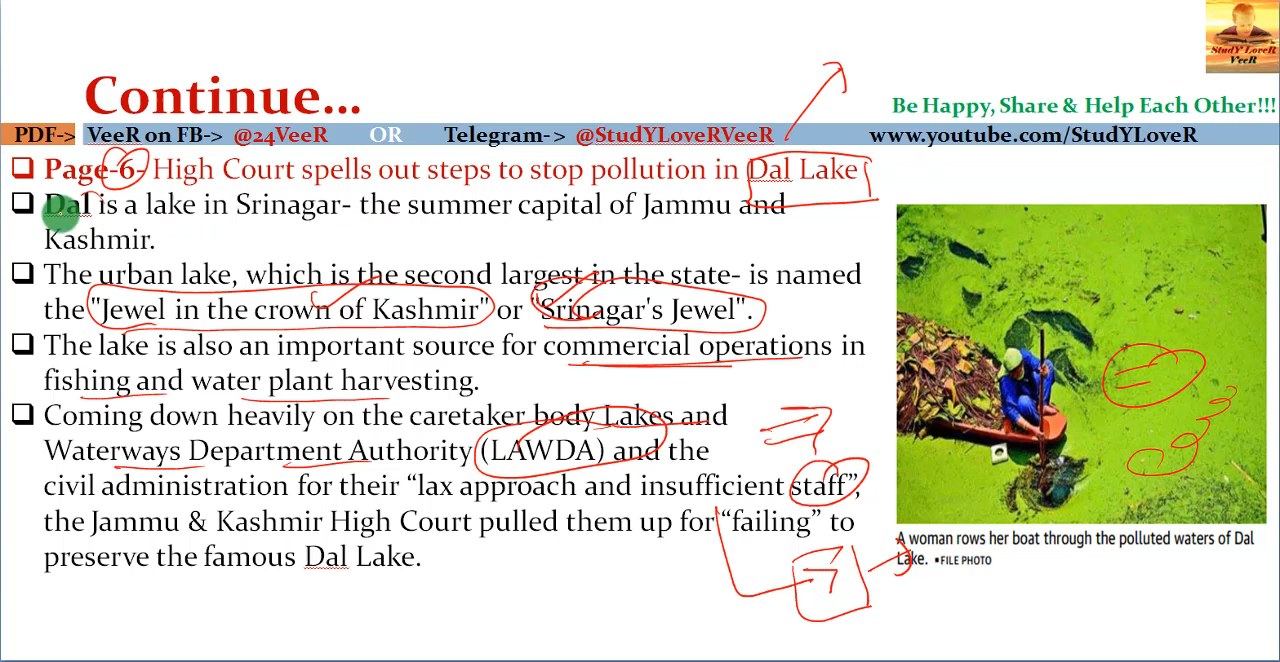 StudY LoveR
VeeR
Continue...
Be Happy, Share & Help Each Other!!!
PDF-> VeeR on FB-> @24VeeR OR Telegram-> @StudYLoveRVeeR www.youtube.com/StudYLoveR
❑ Page-6- High Court spells out steps to stop pollution in Dal Lake
❑ Dal is a lake in Srinagar- the summer capital of Jammu and
Kashmir.
❑ The urban lake, which is the second largest in the state- is named
the "Jewel in the crown of Kashmir" or "Srinagar's Jewel".
❑ The lake is also an important source for commercial operations in
fishing and water plant harvesting.
❑ Coming down heavily on the caretaker body Lakes and
Waterways Department Authority (LAWDA) and the
civil administration for their “lax approach and insufficient staff”,
the Jammu & Kashmir High Court pulled them up for “failing” to
preserve the famous Dal Lake.
A woman rows her boat through the polluted waters of Dal
Lake. ▪FILE PHOTO